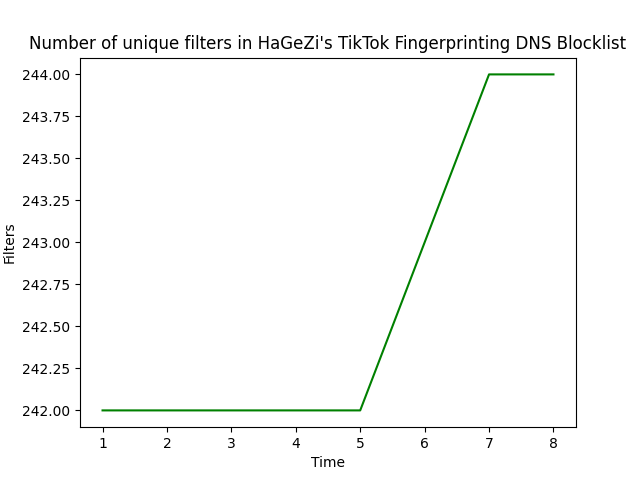 Number of unique filters in HaGeZi's TikTok Fingerprinting DNS Blocklist
244.00
243.75
243.50
243.25
243.00
242.75
242.50
242.25
242.00
Filters
1 2 3 4 5 6 7 8
Time